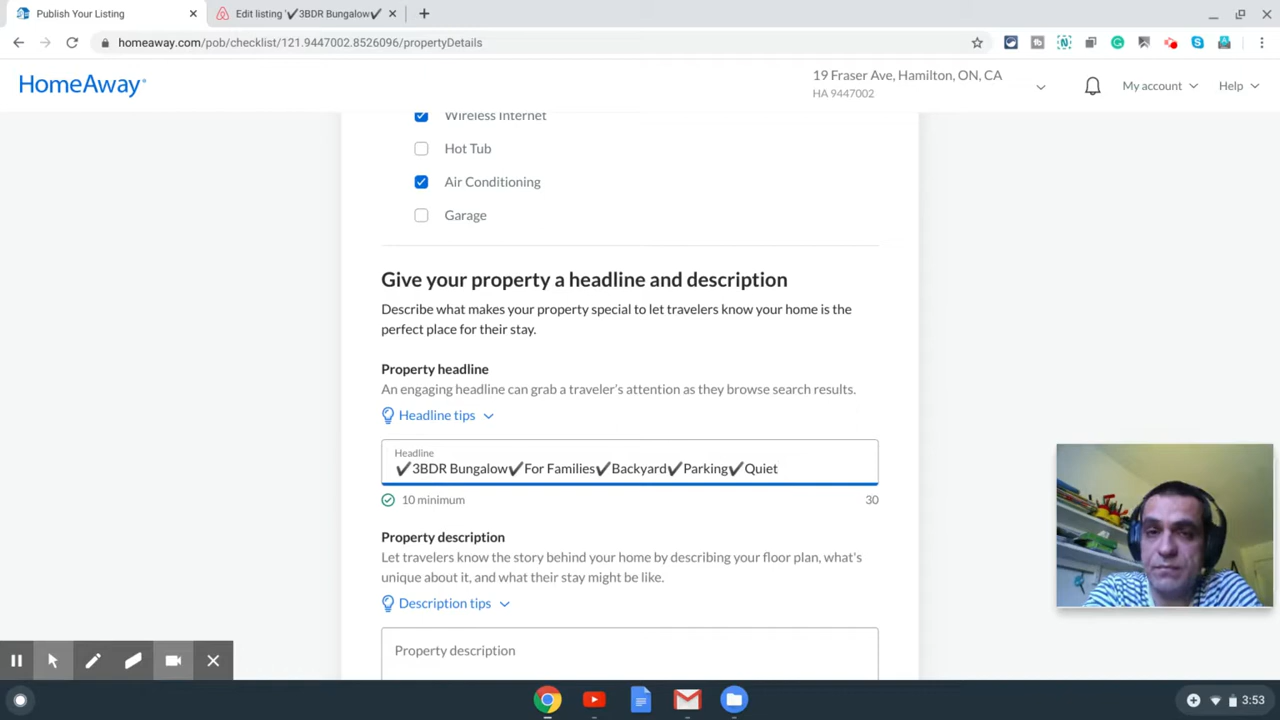 Publish Your Listing
Edit listing '✔3BDR Bungalow✔
homeaway.com/pob/checklist/121.9447002.8526096/propertyDetails
HomeAway
19 Fraser Ave, Hamilton, ON, CA
HA 9447002
My account
Help
Wireless Internet
Hot Tub
Air Conditioning
Garage
Give your property a headline and description
Describe what makes your property special to let travelers know your home is the
perfect place for their stay.
Property headline
An engaging headline can grab a traveler's attention as they browse search results.
Headline tips
Headline
✔3BDR Bungalow✔For Families✔Backyard✔Parking✔Quiet
10 minimum
30
Property description
Let travelers know the story behind your home by describing your floor plan, what's
unique about it, and what their stay might be like.
Description tips
Property description
3:53